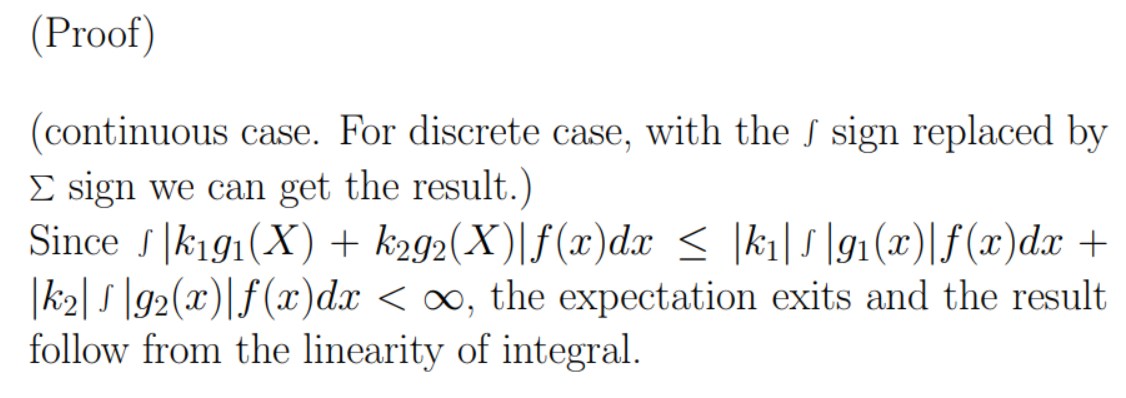 (Proof)
(continuous case. For discrete case, with the ∫ sign replaced by
Σ sign we can get the result.)
Since ∫ |k₁g₁(X) + k₂g₂(X)|f(x)dx ≤ |k₁| ∫ |g₁(x)|f(x)dx +
|k₂| ∫ |g₂(x)|f(x)dx < ∞, the expectation exits and the result
follow from the linearity of integral.